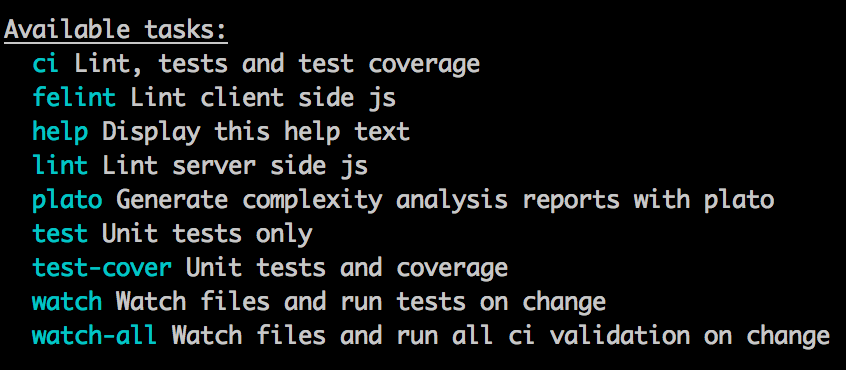 Available tasks:
ci Lint, tests and test coverage
felint Lint client side js
help Display this help text
lint Lint server side js
plato Generate complexity analysis reports with plato
test Unit tests only
test-cover Unit tests and coverage
watch Watch files and run tests on change
watch-all Watch files and run all ci validation on change